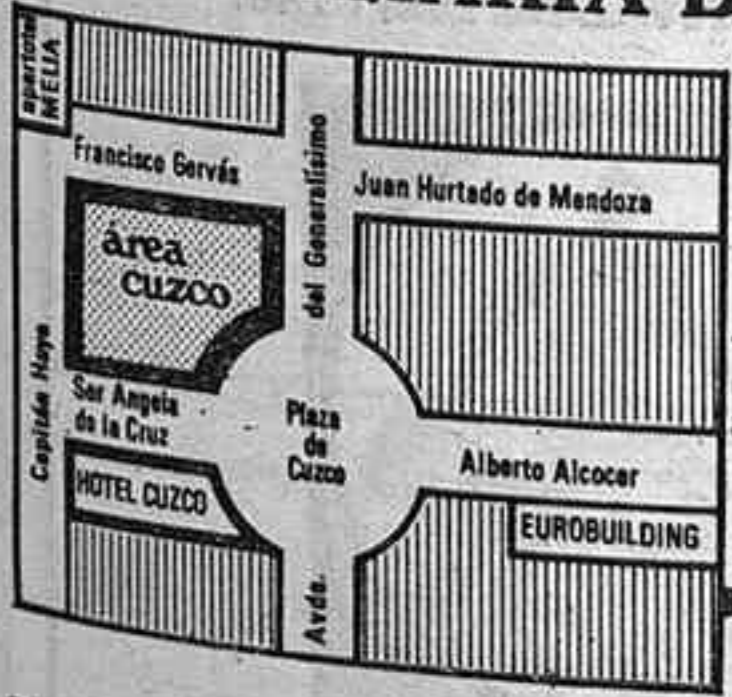 apartotel
MELIA
Francisco Gervás
Juan Hurtado de Mendoza
área
cuzco
del Generalísimo
Capitán Haya
Sor Angela
de la Cruz
Plaza
de
Cuzco
Alberto Alcocer
HOTEL CUZCO
EUROBUILDING
Avda.